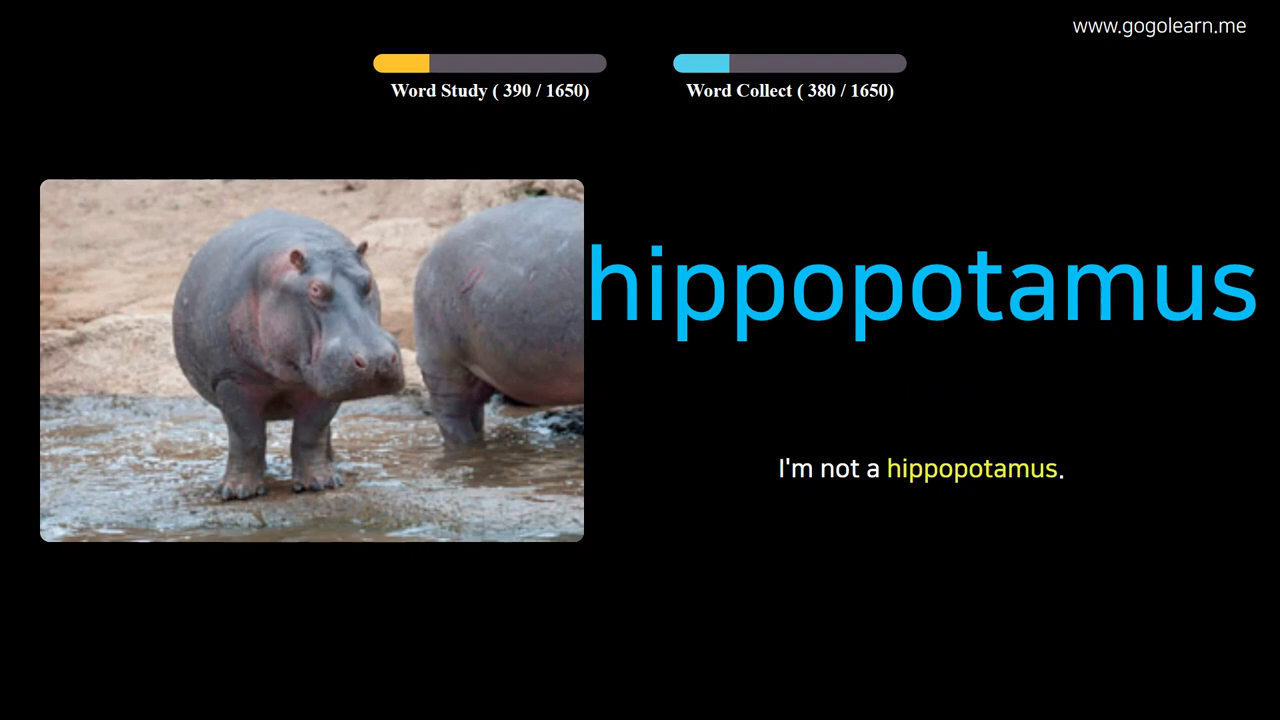 www.gogolearn.me
Word Study ( 390 / 1650)
Word Collect ( 380 / 1650)
hippopotamus
I'm not a hippopotamus.